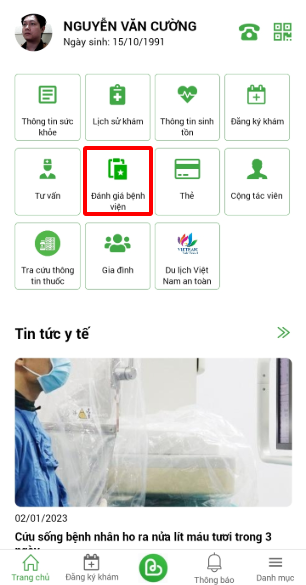 NGUYỄN VĂN CƯỜNG
Ngày sinh: 15/10/1991
Thông tin sức
khỏe
Lịch sử khám
Thông tin sinh
tồn
Đăng ký khám
Tư vấn
Đánh giá bệnh
viện
Thẻ
Cộng tác viên
Tra cứu thông
tin thuốc
Gia đình
VIETNAM
Du lịch Việt
Nam an toàn
Tin tức y tế
02/01/2023
Cứu sống bệnh nhân ho ra nửa lít máu tươi trong 3
ngày
Trang chủ
Đăng ký khám
Thông báo
Danh mục